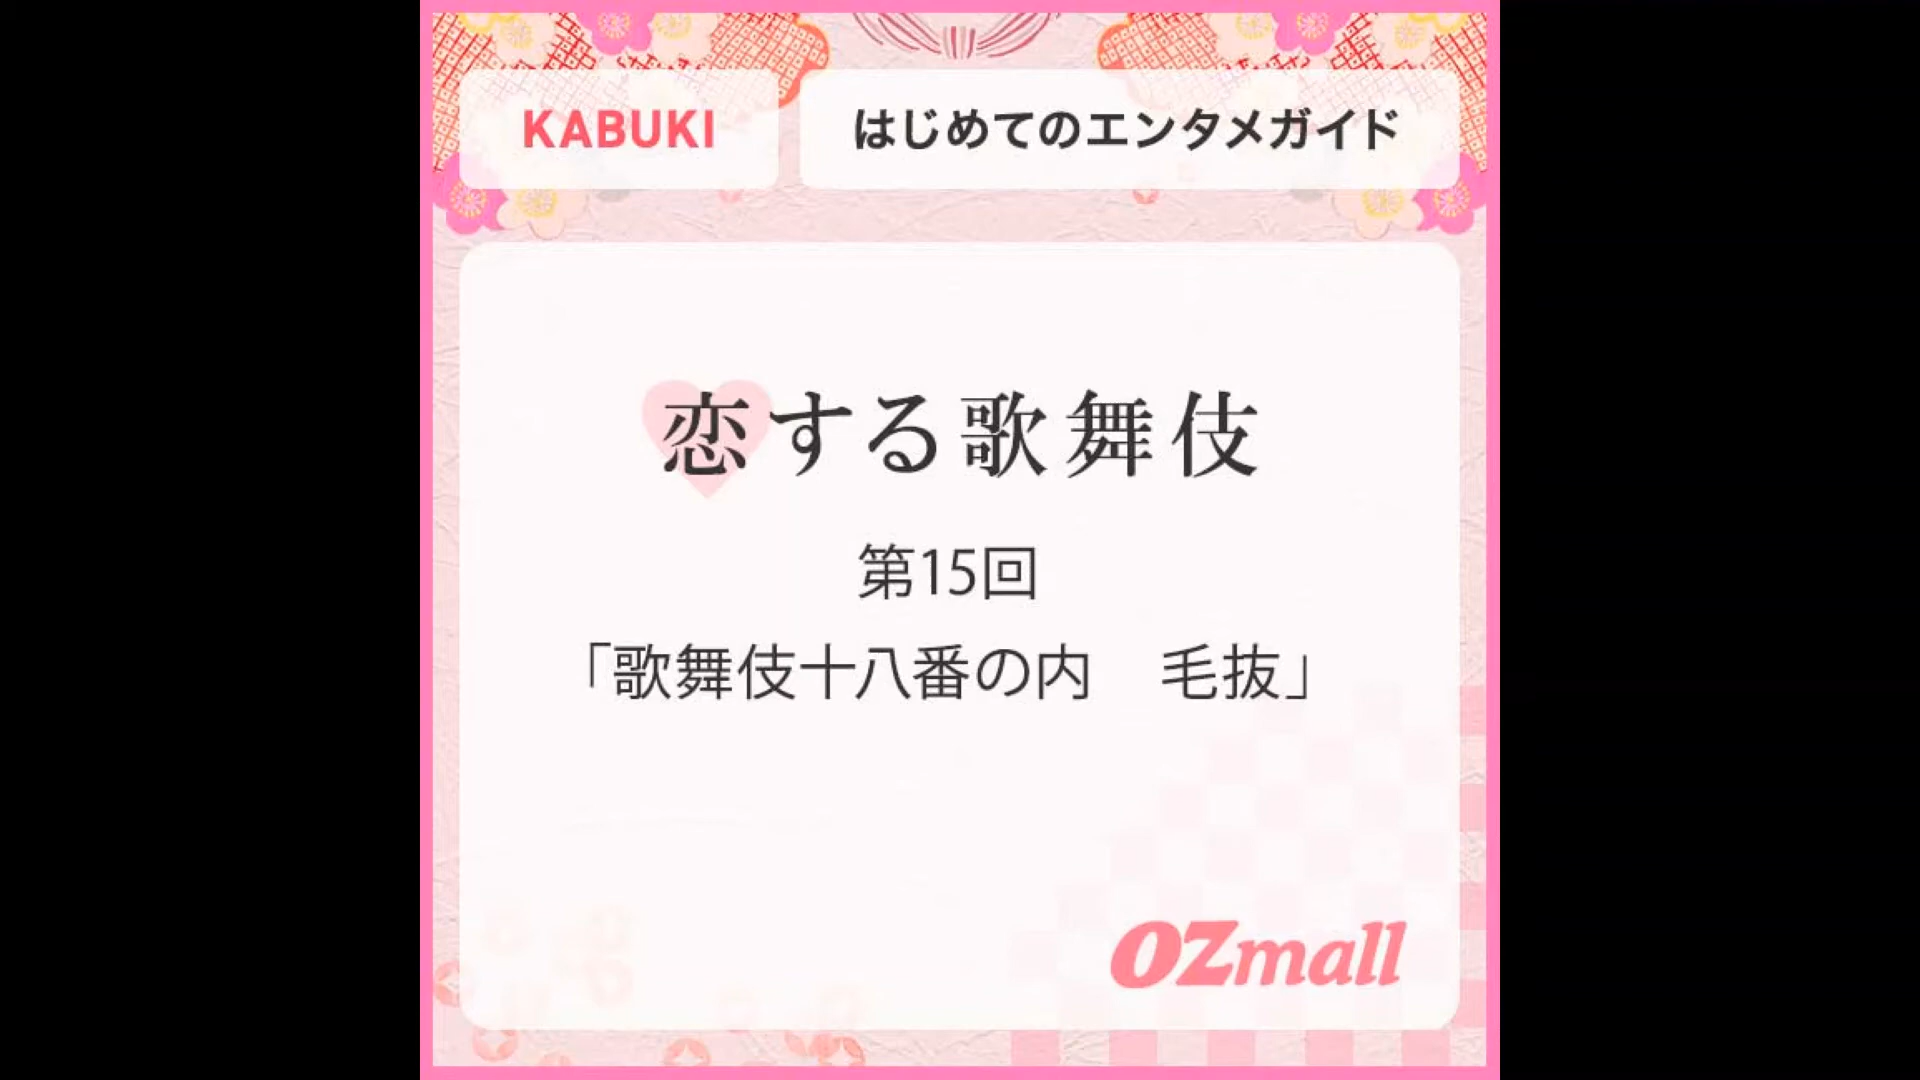 KABUKI
はじめてのエンタメガイド
恋する歌舞伎
第15回
「歌舞伎十八番の内　毛抜」
OZmall